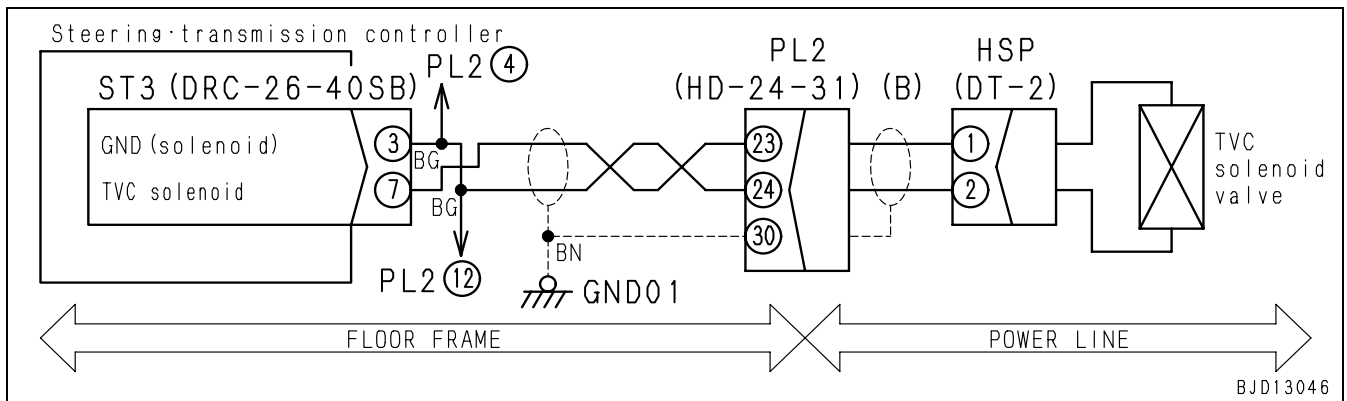 Steering·transmission controller
PL2 ④
ST3 (DRC-26-40SB)
PL2
(HD-24-31) (B)
HSP
(DT-2)
GND (solenoid) ③
BG
TVC solenoid ⑦
BG
㉓
㉔
㉚
①
②
TVC
solenoid
valve
BN
PL2 ⑫
GND01
FLOOR FRAME
POWER LINE
BJD13046